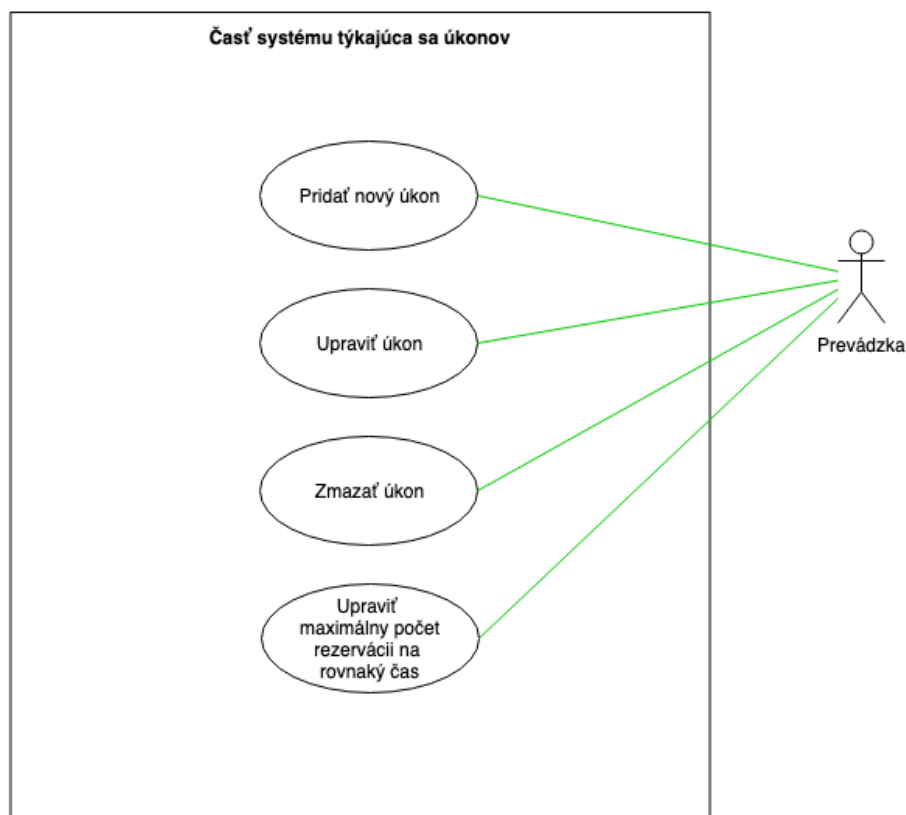 Časť systému týkajúca sa úkonov
Pridať nový úkon
Upraviť úkon
Prevádzka
Zmazať úkon
Upraviť
maximálny počet
rezervácii na
rovnaký čas